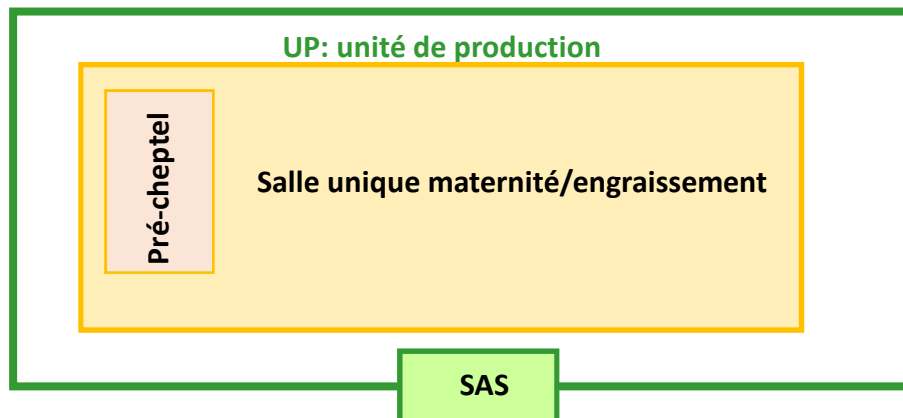 UP: unité de production
Pré-cheptel
Salle unique maternité/engraissement
SAS